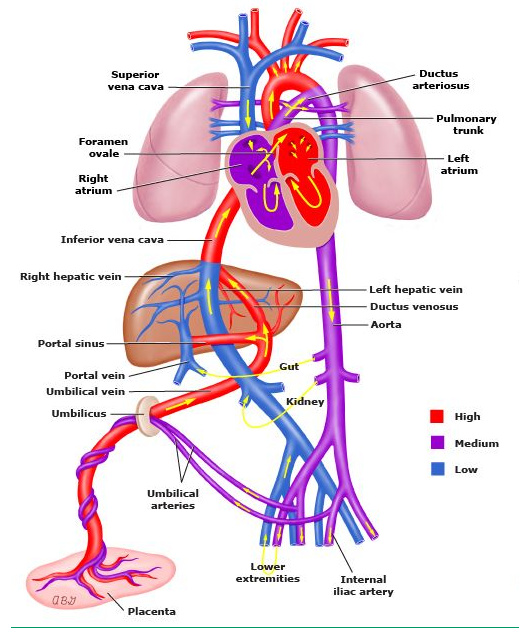 Superior
vena cava
Ductus
arteriosus
Pulmonary
trunk
Foramen
ovale
Left
atrium
Right
atrium
Inferior vena cava
Right hepatic vein
Left hepatic vein
Ductus venosus
Aorta
Portal sinus
Gut
Portal vein
Umbilical vein
Kidney
Umbilicus
High
Medium
Low
Umbilical
arteries
Lower
extremities
Internal
iliac artery
Placenta